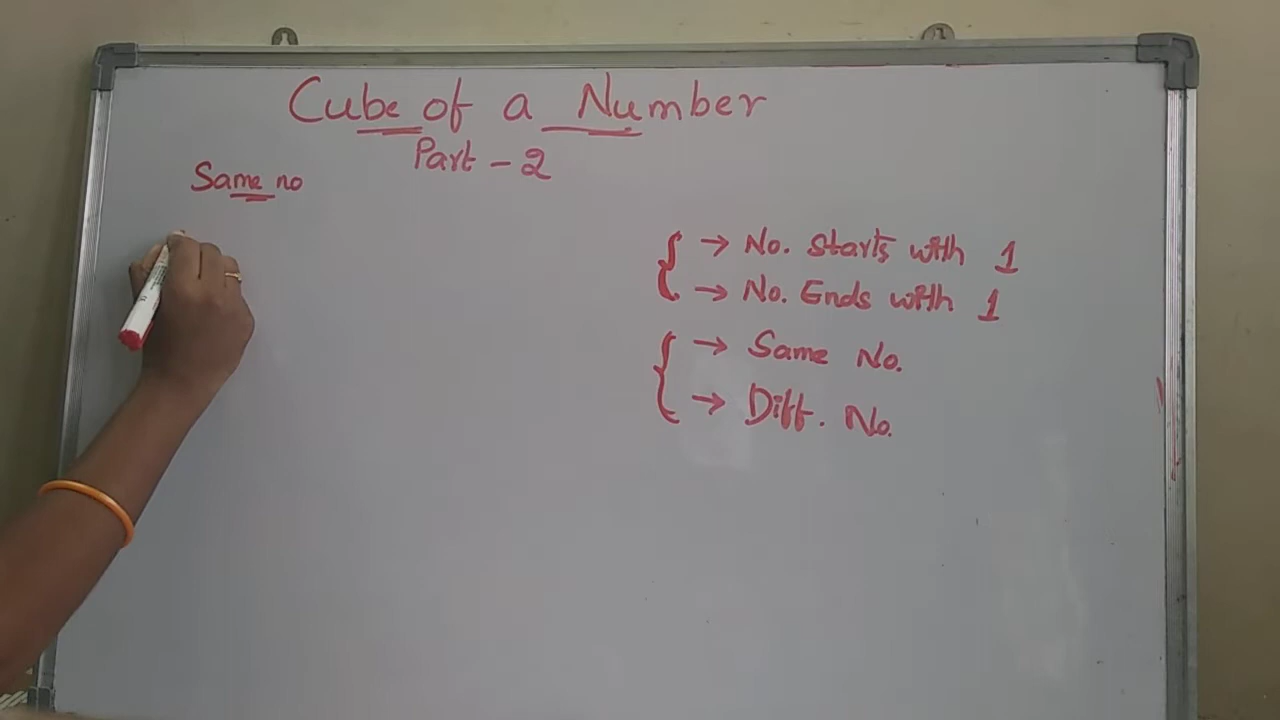 Cube of a Number
Part - 2
Same no
→ No. Starts with 1
→ No. Ends with 1
→ Same No.
→ Diff. No.